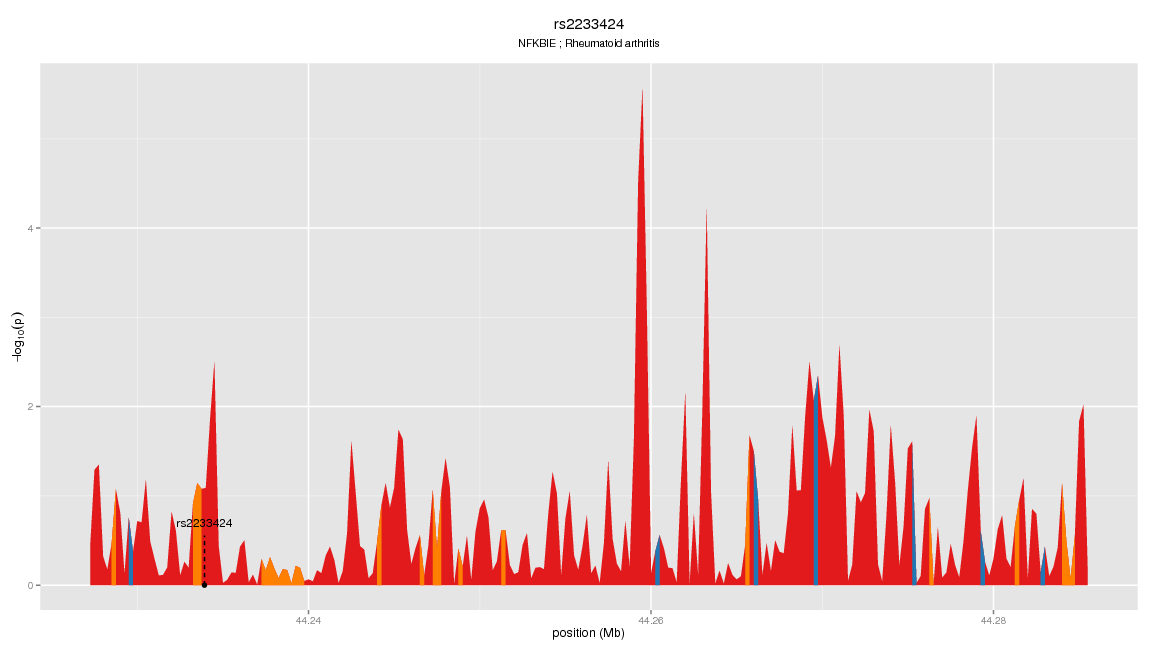 rs2233424
NFKBIE ; Rheumatoid arthritis
−log10(p)
4
2
0
rs2233424
44.24
44.26
44.28
position (Mb)